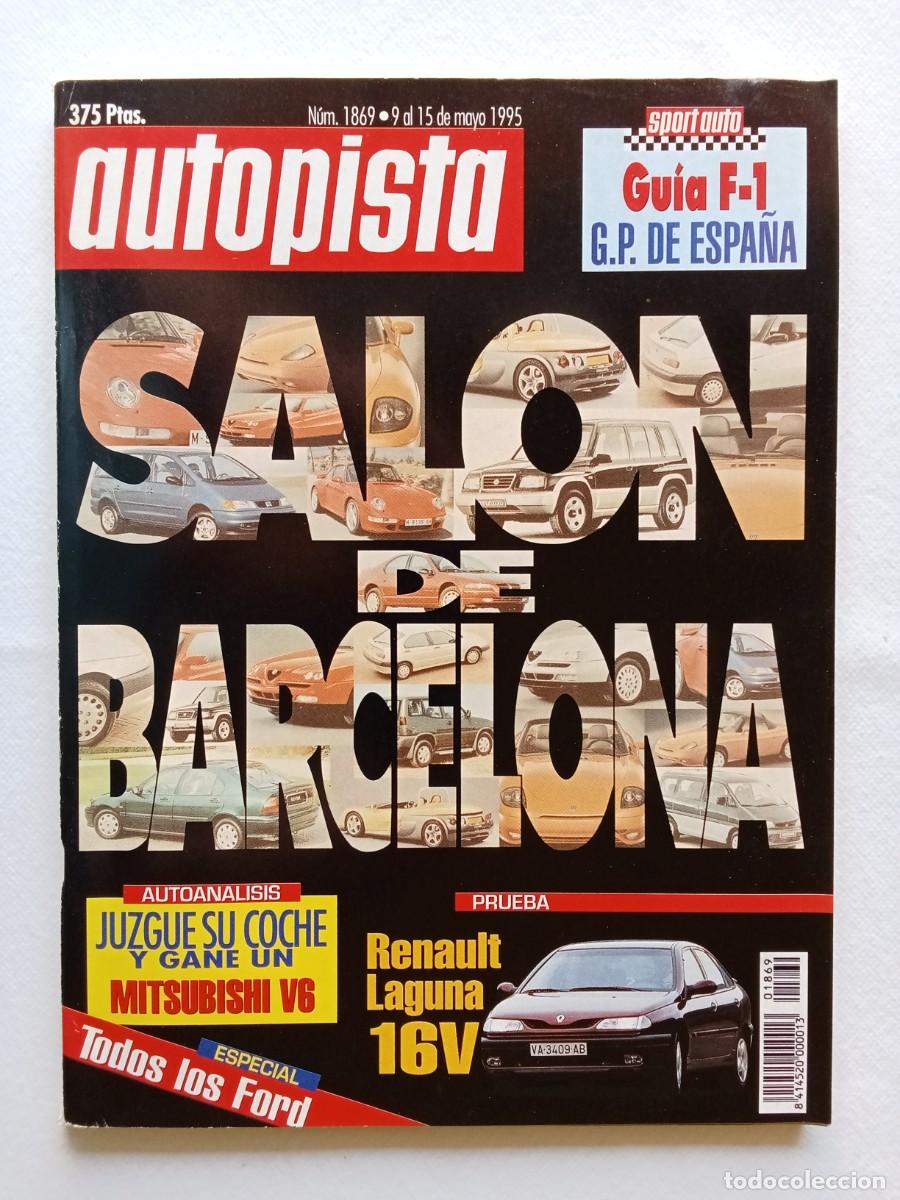 375 Ptas.
Núm. 1869 • 9 al 15 de mayo 1995
autopista
sport auto
Guía F-1
G.P. DE ESPAÑA
SALON
DE
BARCELONA
AUTOANALISIS
JUZGUE SU COCHE
Y GANE UN
MITSUBISHI V6
ESPECIAL
Todos los Ford
PRUEBA
Renault
Laguna
16V
VA-3409-AB
01869
8 414520 000013
todocoleccion